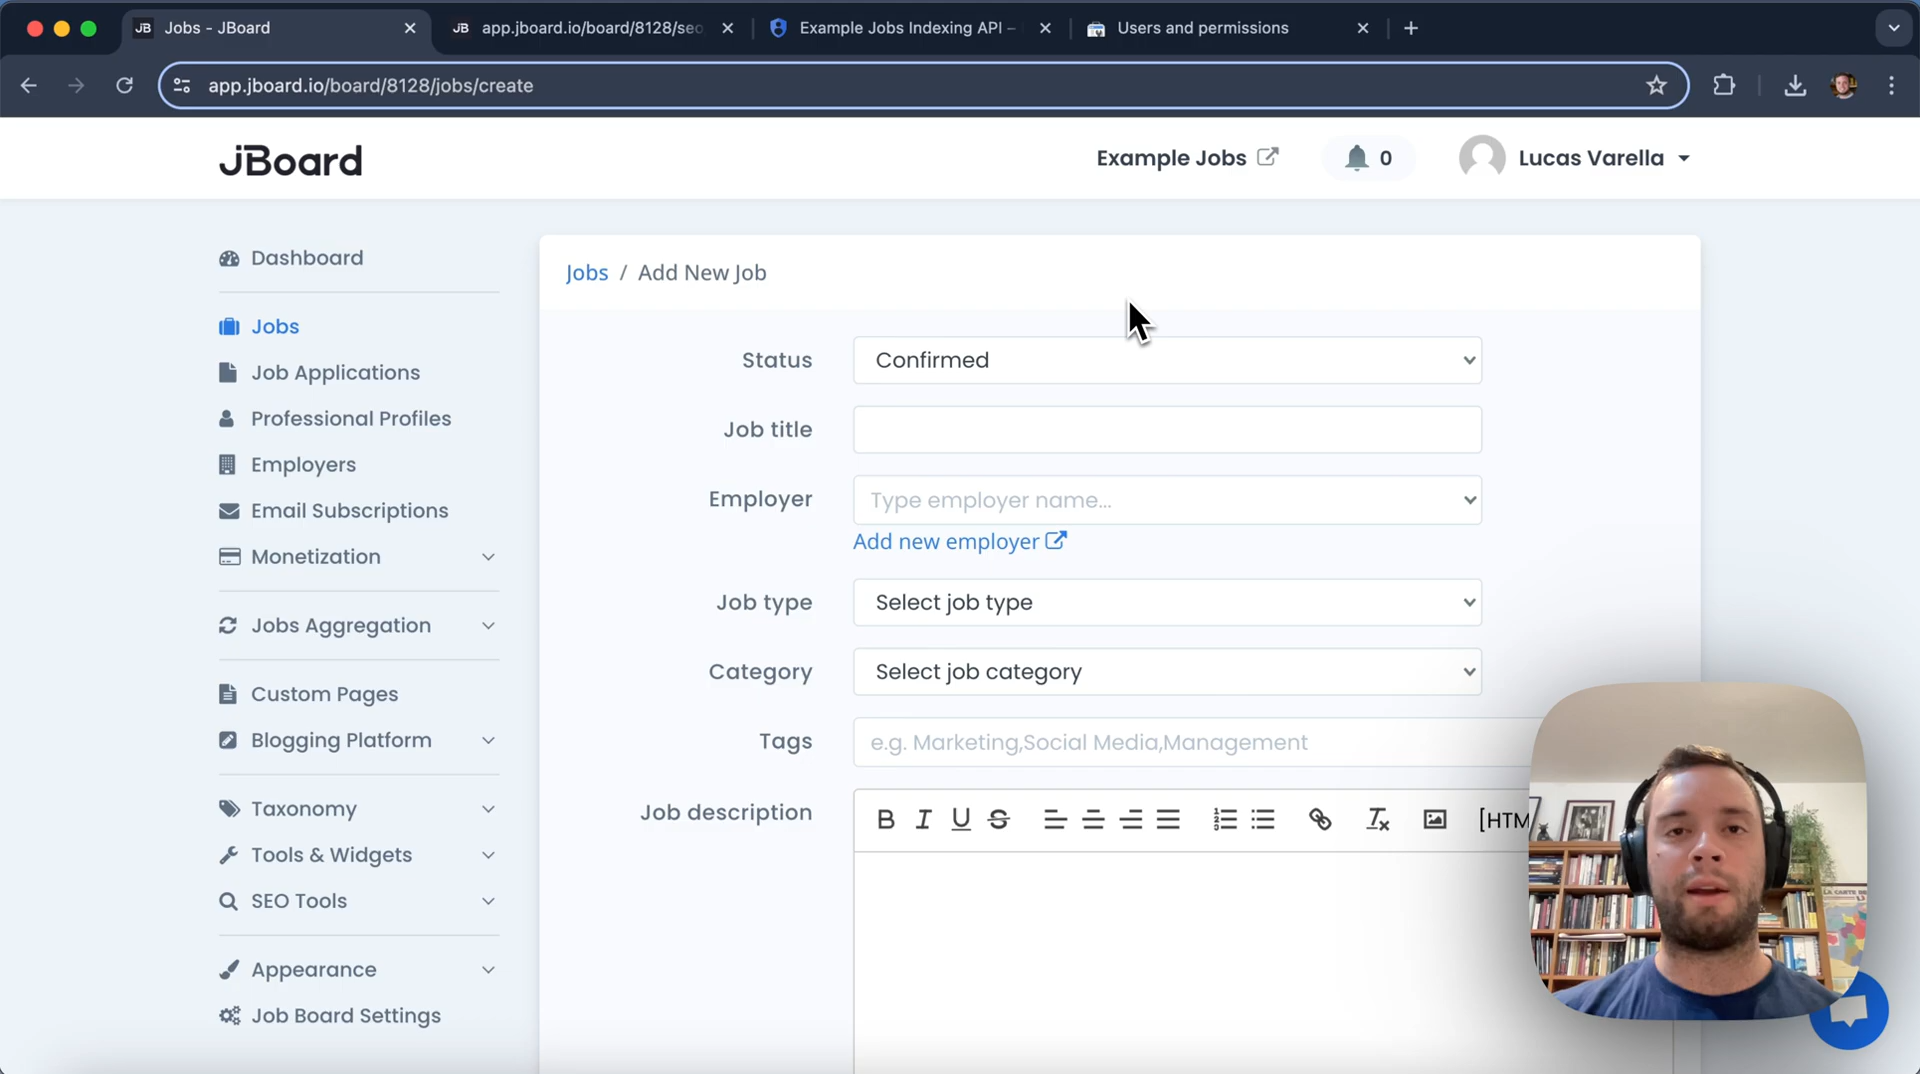 JB Jobs - JBoard
JB app.jboard.io/board/8128/seo
Example Jobs Indexing API –
Users and permissions
app.jboard.io/board/8128/jobs/create
JBoard
Example Jobs
0
Lucas Varella
Dashboard
Jobs
Job Applications
Professional Profiles
Employers
Email Subscriptions
Monetization
Jobs Aggregation
Custom Pages
Blogging Platform
Taxonomy
Tools & Widgets
SEO Tools
Appearance
Job Board Settings
Jobs / Add New Job
Status
Confirmed
Job title
Employer
Type employer name...
Add new employer
Job type
Select job type
Category
Select job category
Tags
e.g. Marketing,Social Media,Management
Job description
B I U S
[HTM